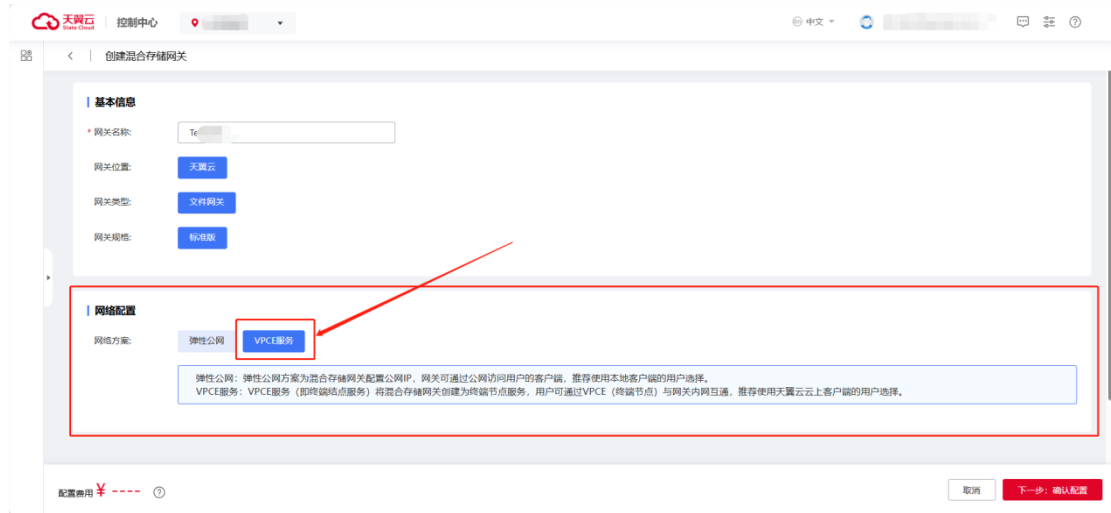 天翼云
State Cloud
控制中心
中文
创建混合存储网关
基本信息
* 网关名称:
Te
网关位置:
天翼云
网关类型:
文件网关
网关规格:
标准版
网络配置
网络方案:
弹性公网
VPCE服务
弹性公网:弹性公网方案为混合存储网关配置公网IP,网关可通过公网访问用户的客户端,推荐使用本地客户端的用户选择。
VPCE服务:VPCE服务(即终端结点服务)将混合存储网关创建为终端节点服务,用户可通过VPCE(终端节点)与网关内网互通,推荐使用天翼云云上客户端的用户选择。
配置费用 ¥ ----
取消
下一步:确认配置